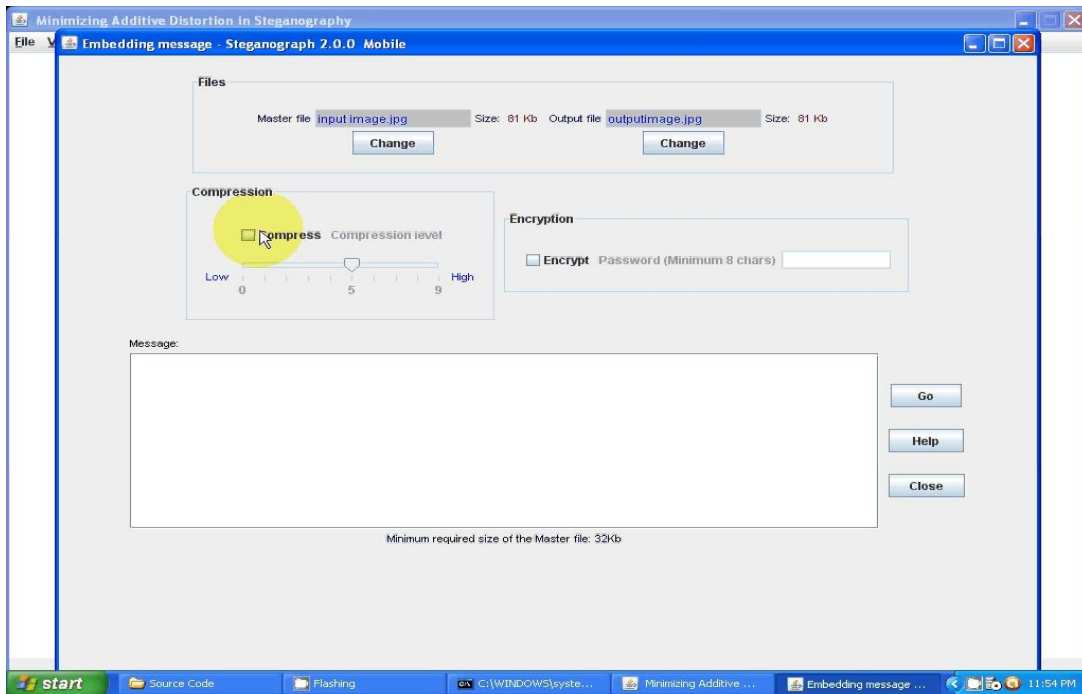 Minimizing Additive Distortion in Steganography
File
Embedding message - Steganograph 2.0.0 Mobile
Files
Master file input image.jpg Size: 81 Kb Output file outputimage.jpg Size: 81 Kb
Change Change
Compression
Compress Compression level
Low High
0 5 9
Encryption
Encrypt Password (Minimum 8 chars)
Message:
Go
Help
Close
Minimum required size of the Master file: 32Kb
start Source Code Flashing C:\WINDOWS\syste... Minimizing Additive ... Embedding message ... 11:54 PM